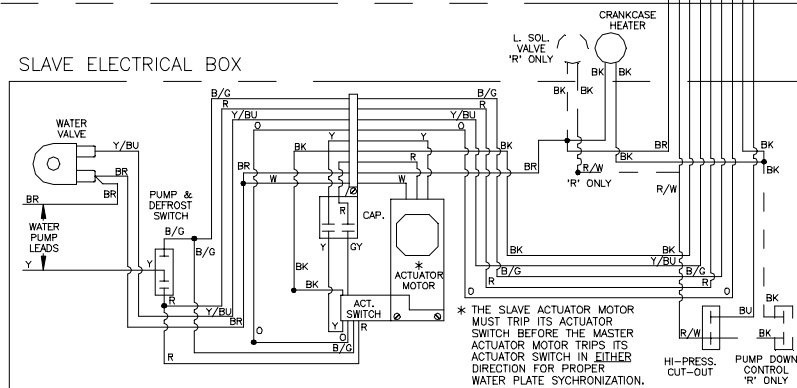 CRANKCASE
HEATER
L. SOL.
VALVE
'R' ONLY
SLAVE ELECTRICAL BOX
BK
BK
BK
BK
B/G
B/G
R
R
Y/BU
Y/BU
O
O
WATER
VALVE
Y/BU
BR
BR
BR
WATER
PUMP
LEADS
Y
Y
PUMP &
DEFROST
SWITCH
B/G
B/G
R
Y/BU
BR
O
R
B/G
R
BK
Y
Y
R
BK
BR
W
W
BR
R
CAP.
Y
GY
BK
BK
O
Y
ACT.
SWITCH
*
ACTUATOR
MOTOR
BK
BR
BK
R/W
'R' ONLY
R/W
BK
BK
BK
BK
Y/BU
B/G
B/G
R
R
O
O
BU
BK
R/W
BK
HI-PRESS.
CUT-OUT
PUMP DOWN
CONTROL
'R' ONLY
* THE SLAVE ACTUATOR MOTOR
MUST TRIP ITS ACTUATOR
SWITCH BEFORE THE MASTER
ACTUATOR MOTOR TRIPS ITS
ACTUATOR SWITCH IN EITHER
DIRECTION FOR PROPER
WATER PLATE SYCHRONIZATION.